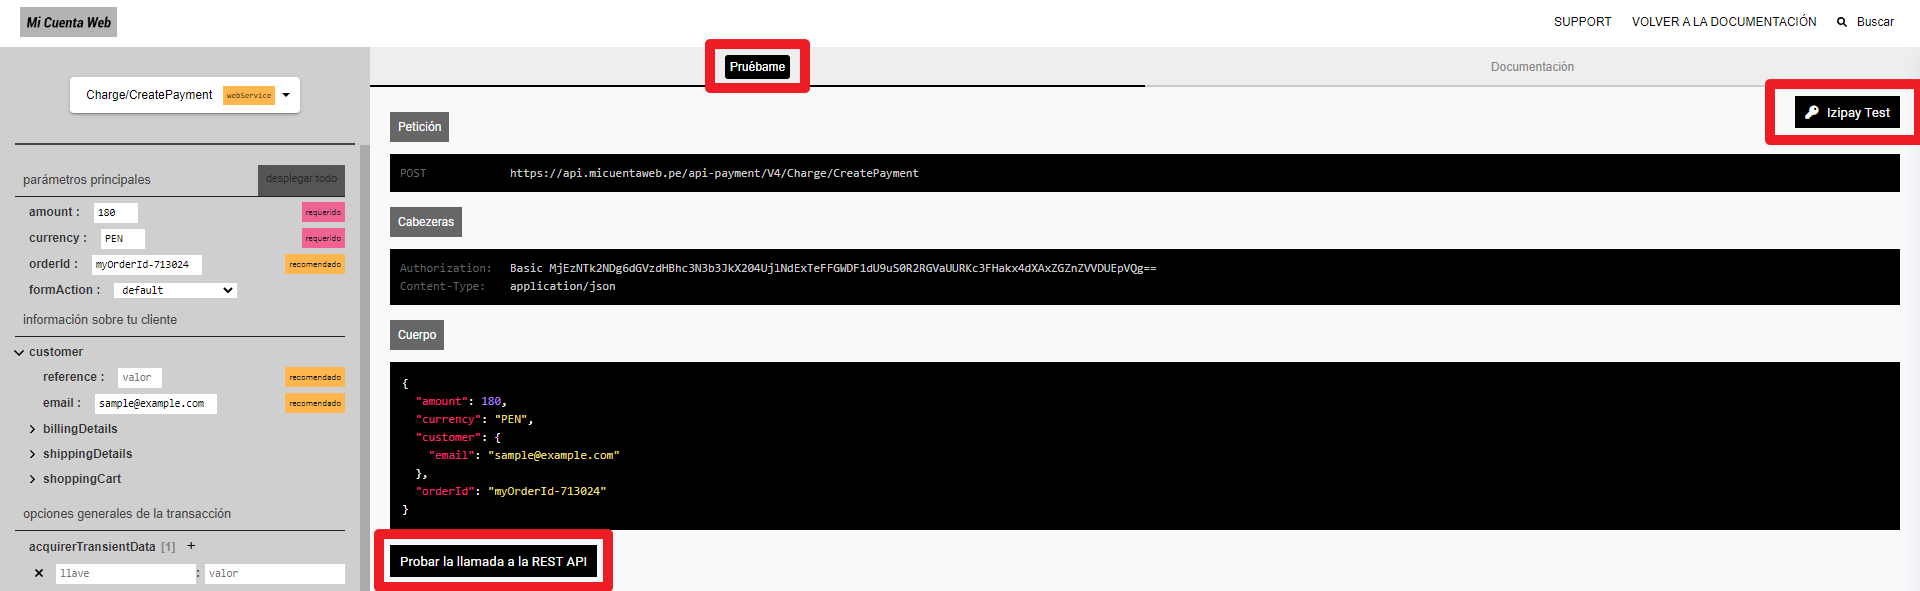 Mi Cuenta Web
SUPPORT VOLVER A LA DOCUMENTACIÓN Buscar
Charge/CreatePayment webService
parámetros principales desplegar todo
amount : 180 requerido
currency : PEN requerido
orderId : myOrderId-713024 recomendado
formAction : default
información sobre tu cliente
customer
reference : valor recomendado
email : sample@example.com recomendado
billingDetails
shippingDetails
shoppingCart
opciones generales de la transacción
acquirerTransientData [1] +
llave : valor
Pruébame Documentación
Izipay Test
Petición
POST https://api.micuentaweb.pe/api-payment/V4/Charge/CreatePayment
Cabezeras
Authorization: Basic MjEzNTk2NDg6dGVzdHBhc3N3b3JkX204UjlNdExTeFFGWDF1dU9uS0R2RGVaUURKc3FHakx4dXAxZGZnZVVDUEpVQg==
Content-Type: application/json
Cuerpo
{
"amount": 180,
"currency": "PEN",
"customer": {
"email": "sample@example.com"
},
"orderId": "myOrderId-713024"
}
Probar la llamada a la REST API